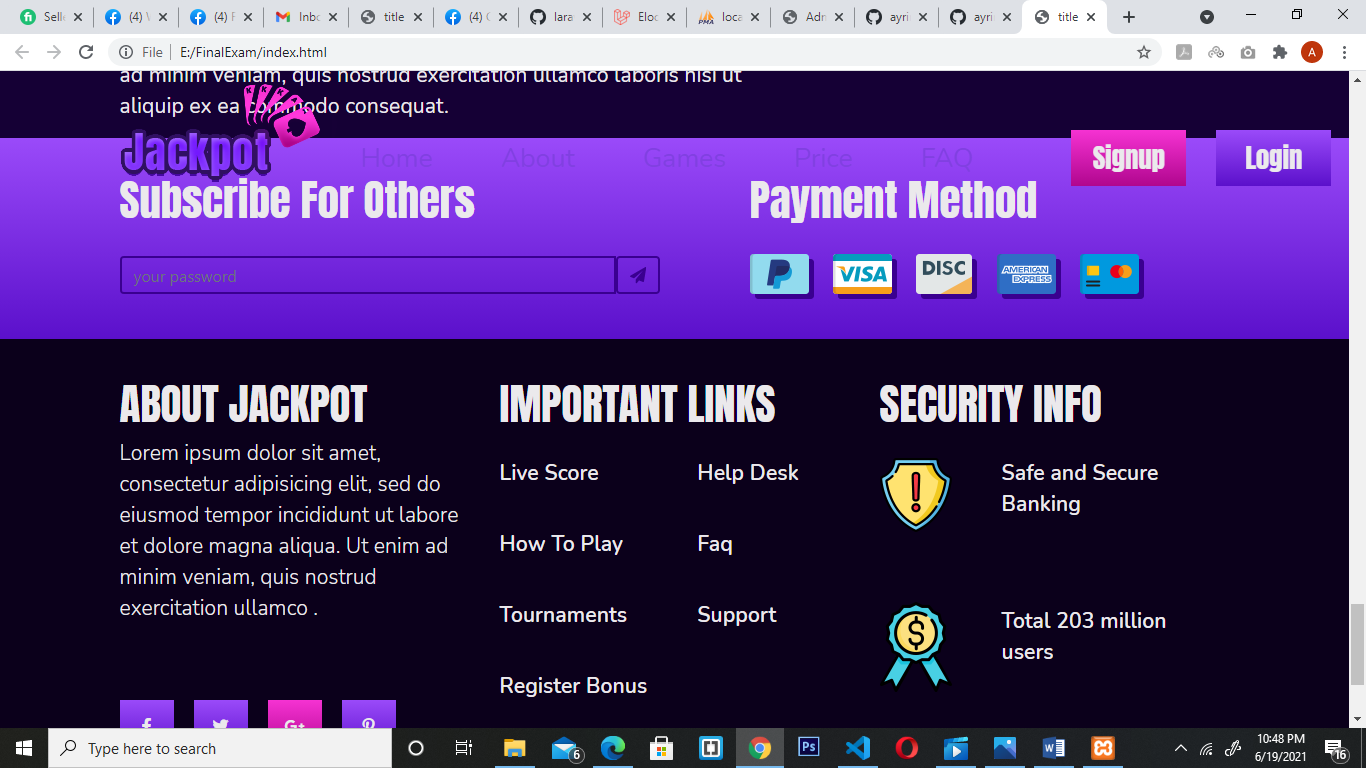 Selle
(4) V
(4) F
Inbo
title
(4) C
lara
Eloc
loca
Adm
ayri
ayri
title
File
E:/FinalExam/index.html
A
ad minim veniam, quis nostrud exercitation ullamco laboris nisi ut
aliquip ex ea commodo consequat.
Jackpot
Home
About
Games
Price
FAQ
Signup
Login
Subscribe For Others
Payment Method
your password
VISA
DISC
AMERICAN
EXPRESS
ABOUT JACKPOT
Lorem ipsum dolor sit amet,
consectetur adipisicing elit, sed do
eiusmod tempor incididunt ut labore
et dolore magna aliqua. Ut enim ad
minim veniam, quis nostrud
exercitation ullamco .
IMPORTANT LINKS
Live Score
Help Desk
How To Play
Faq
Tournaments
Support
Register Bonus
SECURITY INFO
Safe and Secure
Banking
Total 203 million
users
Type here to search
6
Ps
10:48 PM
6/19/2021
16